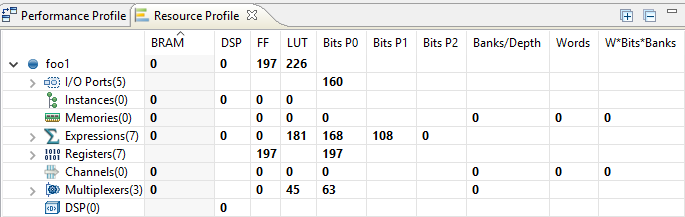 Performance Profile Resource Profile
BRAM DSP FF LUT Bits P0 Bits P1 Bits P2 Banks/Depth Words W*Bits*Banks
foo1 0 0 197 226
I/O Ports(5) 160
Instances(0) 0 0 0 0
Memories(0) 0 0 0 0 0 0 0
Expressions(7) 0 0 0 181 168 108 0
Registers(7) 197 197
Channels(0) 0 0 0 0 0 0 0
Multiplexers(3) 0 0 45 63 0
DSP(0) 0